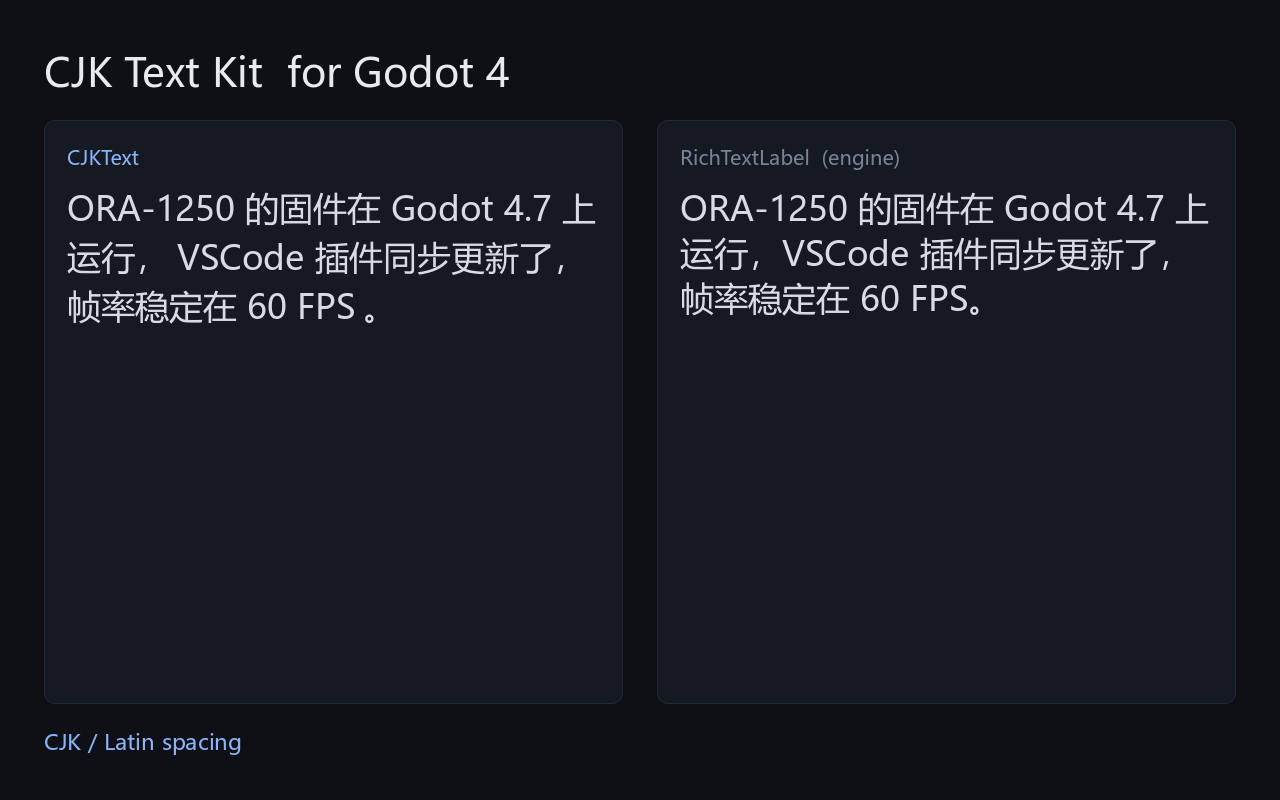 CJK Text Kit  for Godot 4
CJKText
ORA-1250 的固件在 Godot 4.7 上
运行， VSCode 插件同步更新了，
帧率稳定在 60 FPS 。
RichTextLabel  (engine)
ORA-1250 的固件在 Godot 4.7 上
运行，VSCode 插件同步更新了，
帧率稳定在 60 FPS。
CJK / Latin spacing